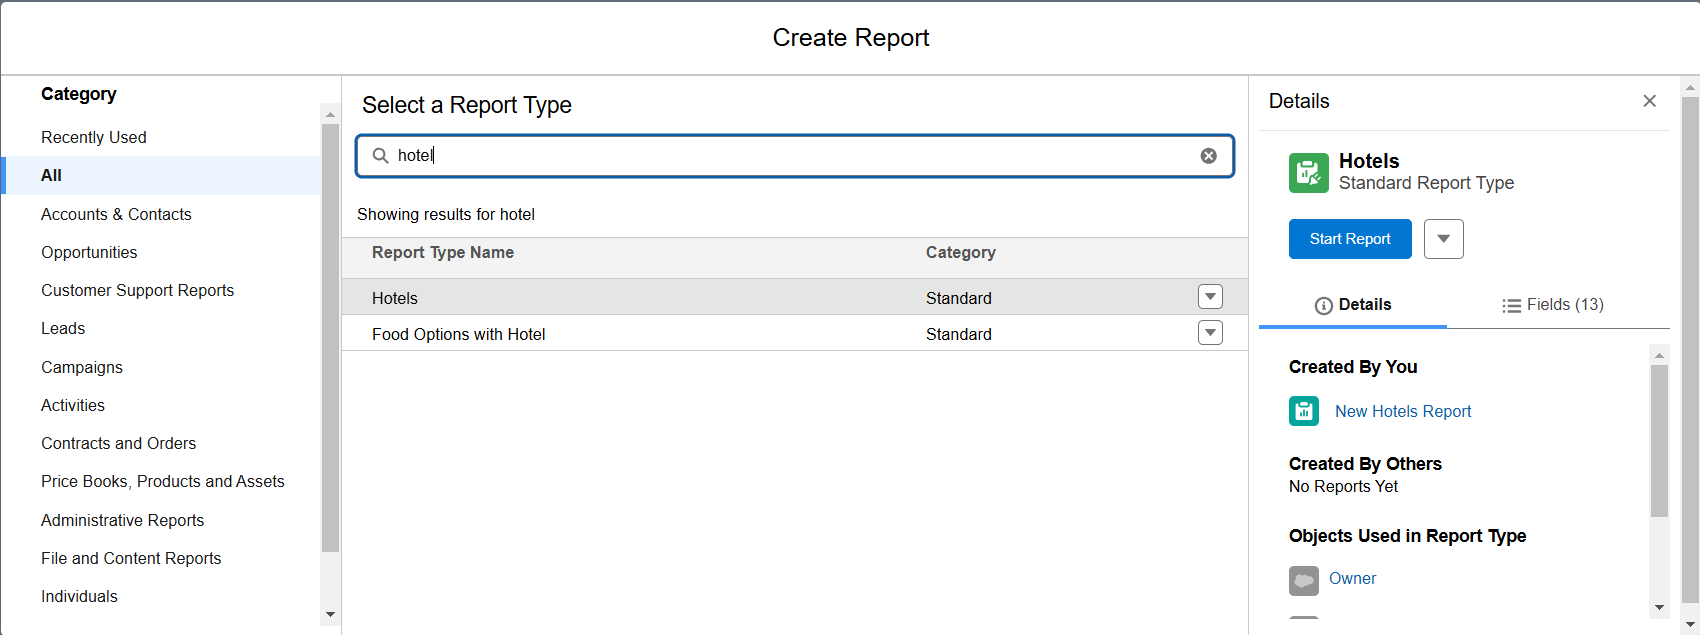 Create Report
Category
Recently Used
All
Accounts & Contacts
Opportunities
Customer Support Reports
Leads
Campaigns
Activities
Contracts and Orders
Price Books, Products and Assets
Administrative Reports
File and Content Reports
Individuals
Select a Report Type
hotel
Showing results for hotel
Report Type Name Category
Hotels Standard
Food Options with Hotel Standard
Details
Hotels
Standard Report Type
Start Report
Details Fields (13)
Created By You
New Hotels Report
Created By Others
No Reports Yet
Objects Used in Report Type
Owner